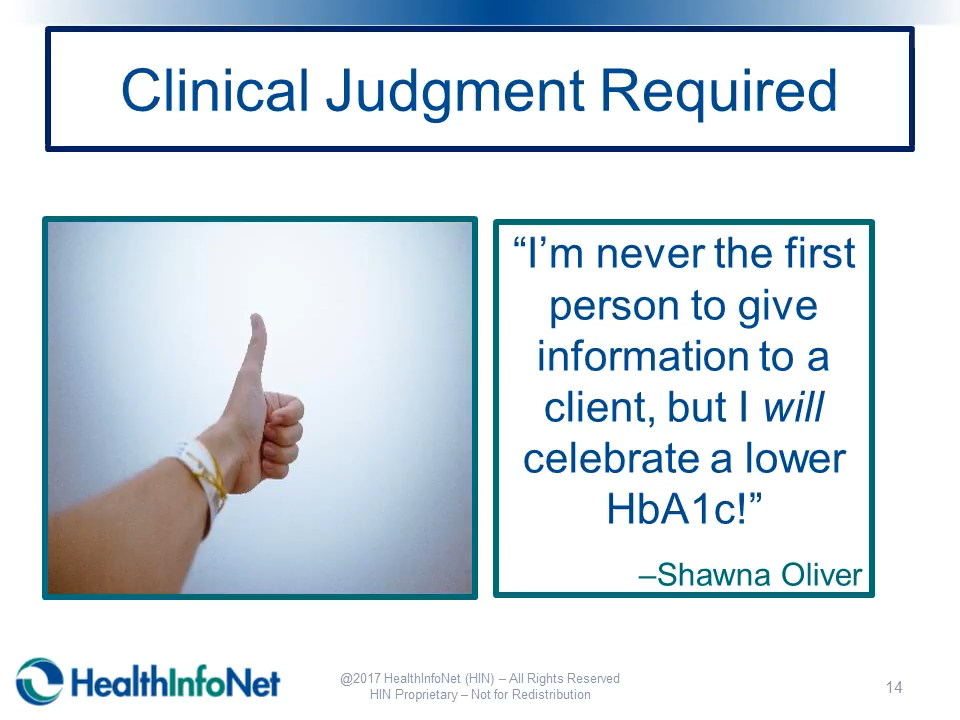 Clinical Judgment Required
“I’m never the first
person to give
information to a
client, but I will
celebrate a lower
HbA1c!”
–Shawna Oliver
HealthInfoNet
@2017 HealthInfoNet (HIN) – All Rights Reserved
HIN Proprietary – Not for Redistribution
14